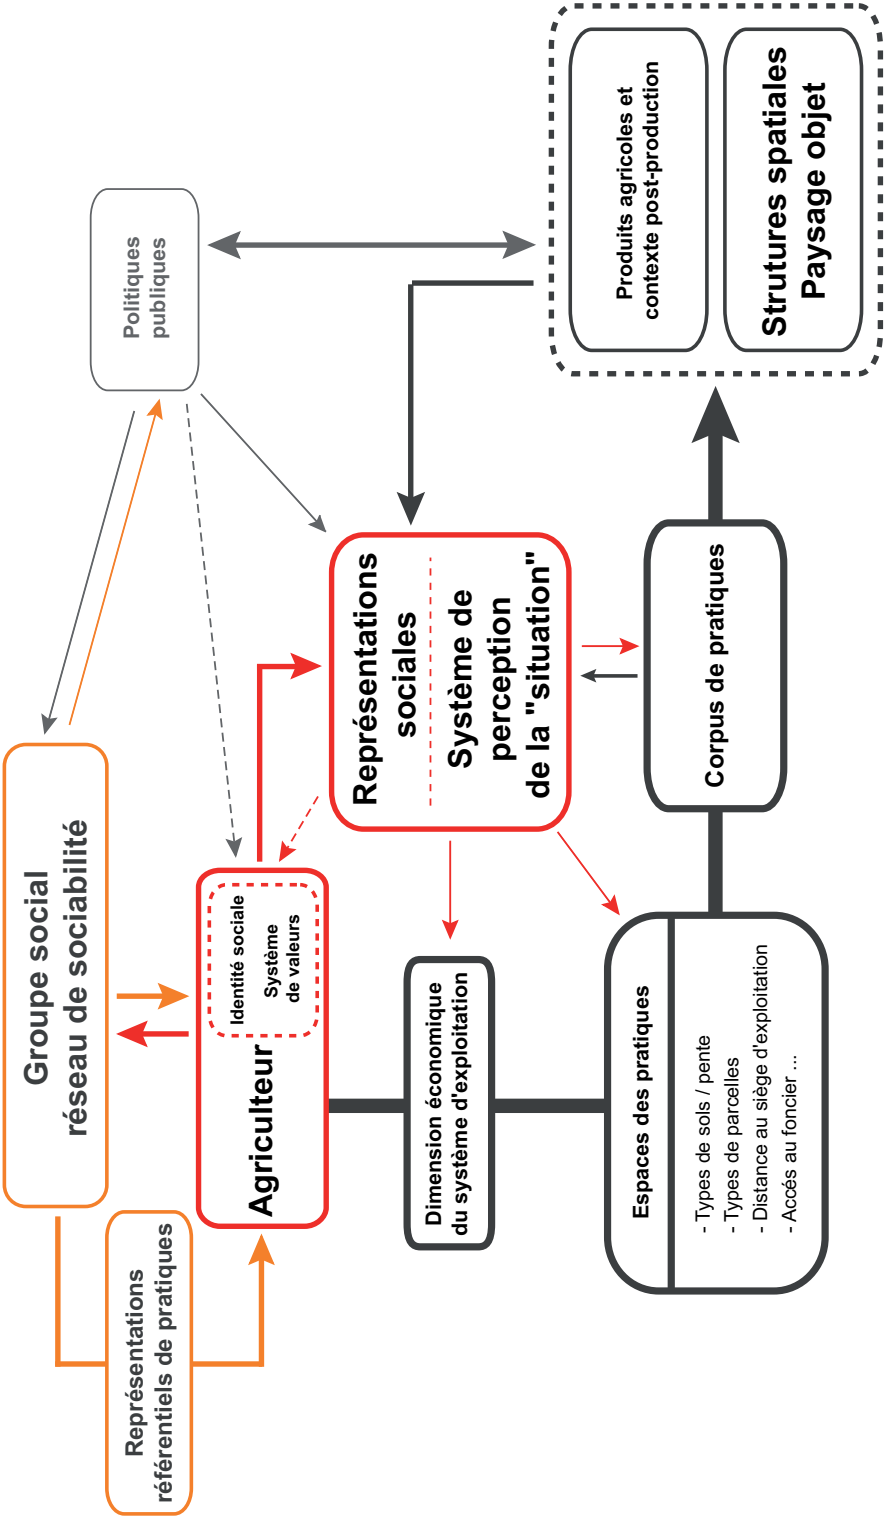 Groupe social
réseau de sociabilité
Politiques
publiques
Représentations
référentiels de pratiques
Agriculteur
Identité sociale
Système
de valeurs
Représentations
sociales
Système de
perception
de la "situation"
Produits agricoles et
contexte post-production
Strutures spatiales
Paysage objet
Dimension économique
du système d'exploitation
Espaces des pratiques
- Types de sols / pente
- Types de parcelles
- Distance au siège d'exploitation
- Accés au foncier ...
Corpus de pratiques